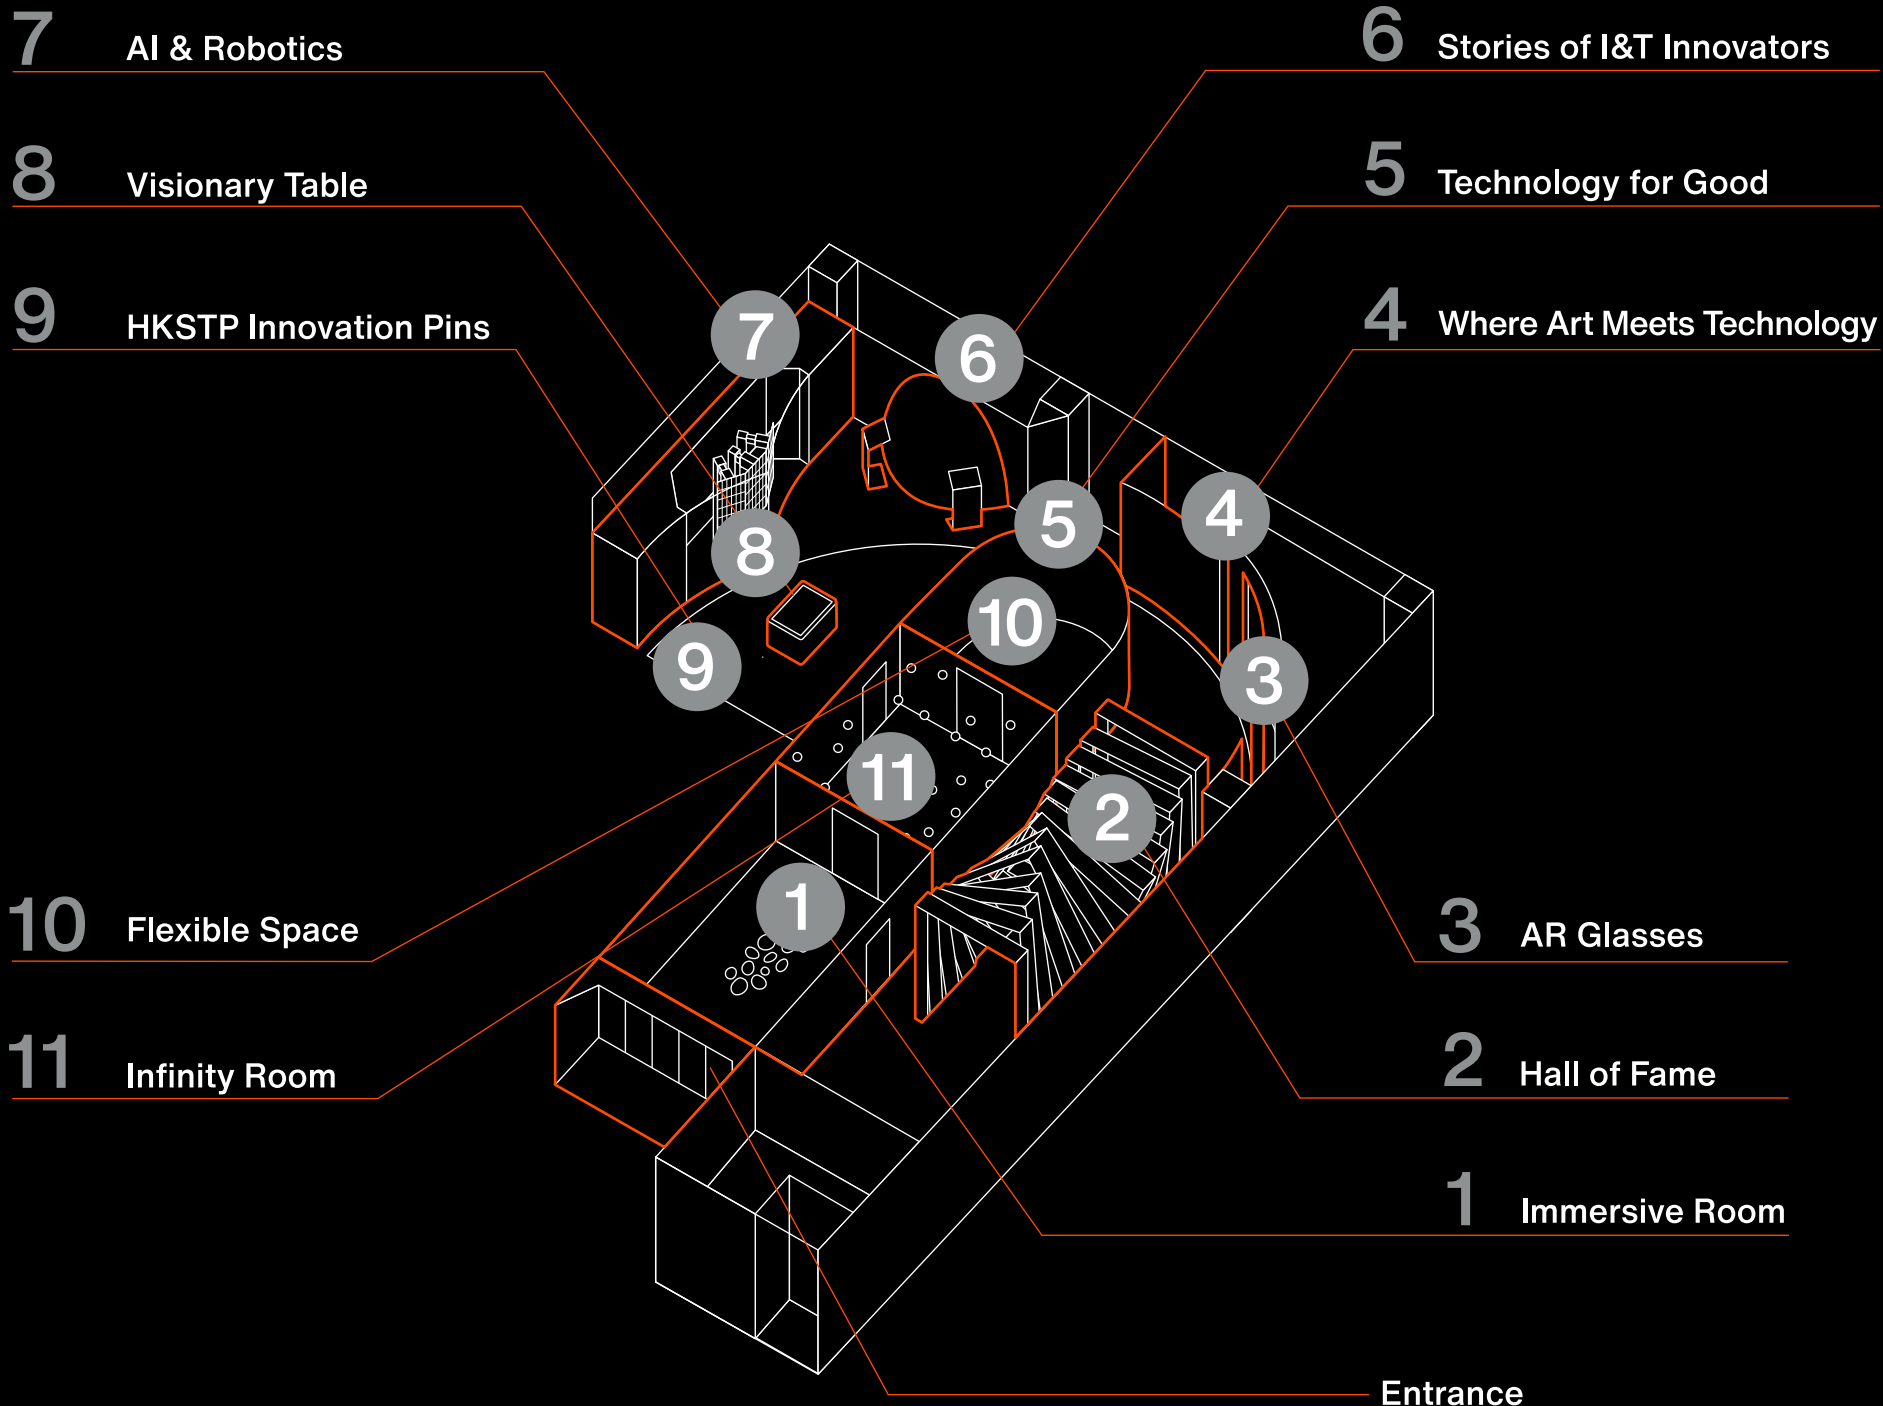 7 AI & Robotics
8 Visionary Table
9 HKSTP Innovation Pins
10 Flexible Space
11 Infinity Room
6 Stories of I&T Innovators
5 Technology for Good
4 Where Art Meets Technology
3 AR Glasses
2 Hall of Fame
1 Immersive Room
Entrance
7
6
5
4
8
10
9
3
11
2
1